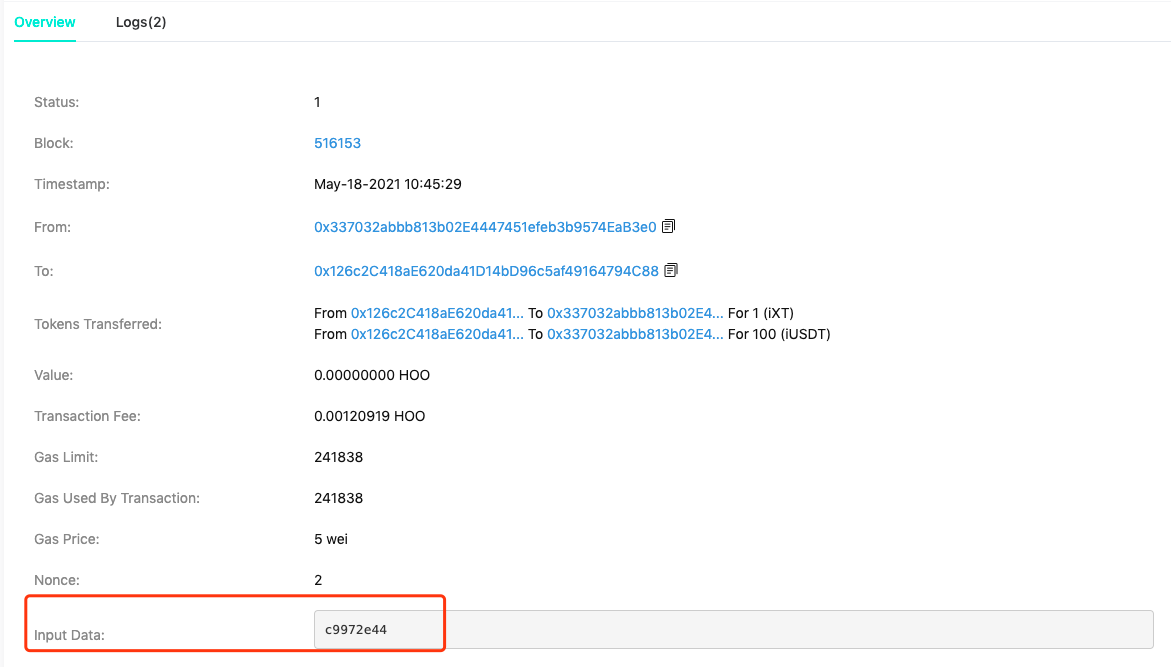 Overview Logs(2)
Status: 1
Block: 516153
Timestamp: May-18-2021 10:45:29
From: 0x337032abbb813b02E4447451efeb3b9574EaB3e0
To: 0x126c2C418aE620da41D14bD96c5af49164794C88
From 0x126c2C418aE620da41... To 0x337032abbb813b02E4... For 1 (iXT)
Tokens Transferred:
From 0x126c2C418aE620da41... To 0x337032abbb813b02E4... For 100 (iUSDT)
Value: 0.00000000 HOO
Transaction Fee: 0.00120919 HOO
Gas Limit: 241838
Gas Used By Transaction: 241838
Gas Price: 5 wei
Nonce: 2
Input Data: c9972e44